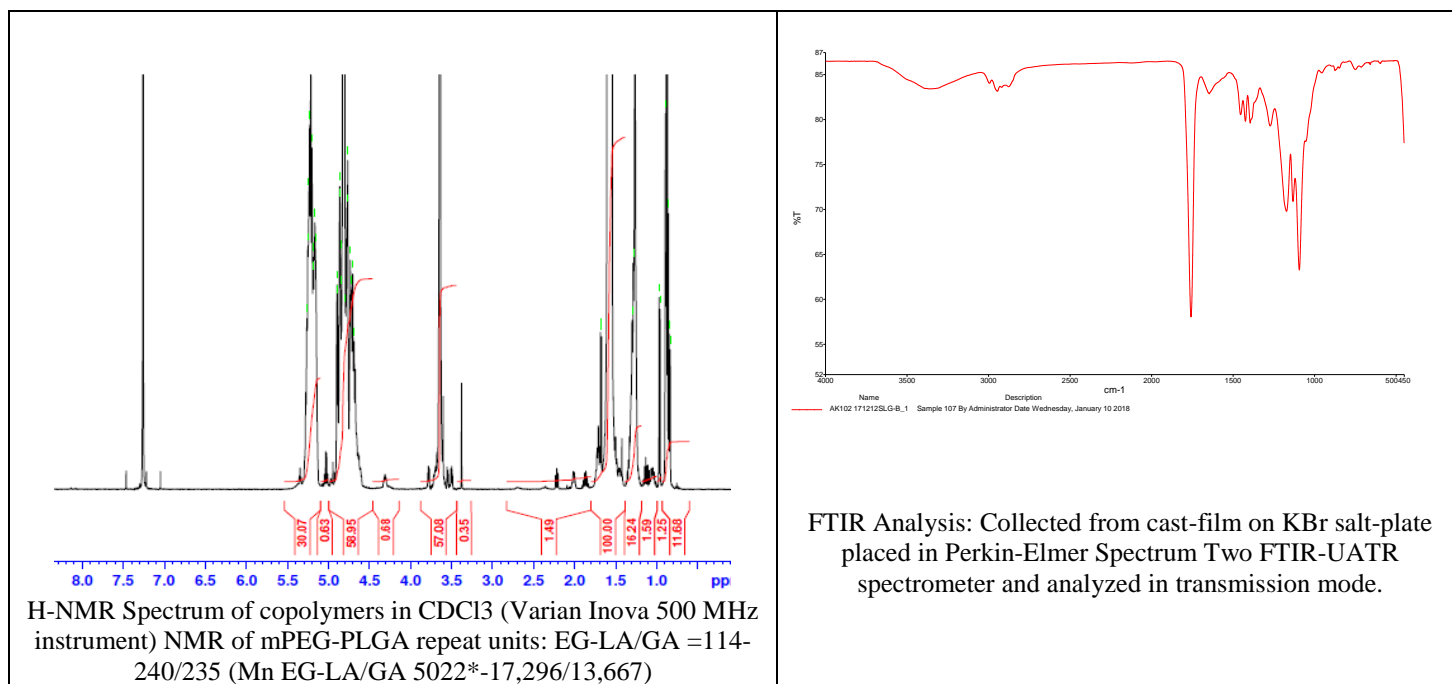 30.07
0.63
58.95
0.68
57.08
0.35
1.49
100.00
16.24
1.59
1.25
11.68
8.0 7.5 7.0 6.5 6.0 5.5 5.0 4.5 4.0 3.5 3.0 2.5 2.0 1.5 1.0 pp
H-NMR Spectrum of copolymers in CDCl3 (Varian Inova 500 MHz
instrument) NMR of mPEG-PLGA repeat units: EG-LA/GA =114-
240/235 (Mn EG-LA/GA 5022*-17,296/13,667)
87
85
80
75
70
65
60
55
52
%T
4000 3500 3000 2500 2000 1500 1000 500450
cm-1
Name Description
AK102 171212SLG-B_1 Sample 107 By Administrator Date Wednesday, January 10 2018
FTIR Analysis: Collected from cast-film on KBr salt-plate
placed in Perkin-Elmer Spectrum Two FTIR-UATR
spectrometer and analyzed in transmission mode.